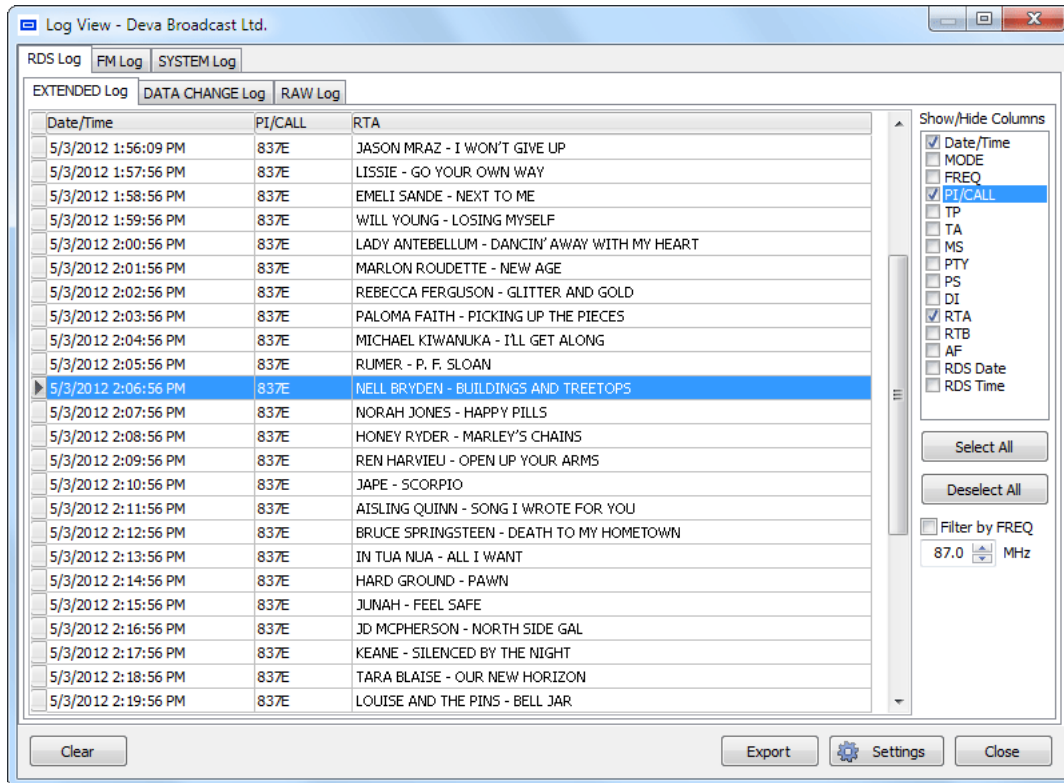 Log View - Deva Broadcast Ltd.
RDS Log FM Log SYSTEM Log
EXTENDED Log DATA CHANGE Log RAW Log
Date/Time PI/CALL RTA
5/3/2012 1:56:09 PM 837E JASON MRAZ - I WON'T GIVE UP
5/3/2012 1:57:56 PM 837E LISSIE - GO YOUR OWN WAY
5/3/2012 1:58:56 PM 837E EMELI SANDE - NEXT TO ME
5/3/2012 1:59:56 PM 837E WILL YOUNG - LOSING MYSELF
5/3/2012 2:00:56 PM 837E LADY ANTEBELLUM - DANCIN' AWAY WITH MY HEART
5/3/2012 2:01:56 PM 837E MARLON ROUDETTE - NEW AGE
5/3/2012 2:02:56 PM 837E REBECCA FERGUSON - GLITTER AND GOLD
5/3/2012 2:03:56 PM 837E PALOMA FAITH - PICKING UP THE PIECES
5/3/2012 2:04:56 PM 837E MICHAEL KIWANUKA - I'LL GET ALONG
5/3/2012 2:05:56 PM 837E RUMER - P. F. SLOAN
5/3/2012 2:06:56 PM 837E NELL BRYDEN - BUILDINGS AND TREETOPS
5/3/2012 2:07:56 PM 837E NORAH JONES - HAPPY PILLS
5/3/2012 2:08:56 PM 837E HONEY RYDER - MARLEY'S CHAINS
5/3/2012 2:09:56 PM 837E REN HARVIEU - OPEN UP YOUR ARMS
5/3/2012 2:10:56 PM 837E JAPE - SCORPIO
5/3/2012 2:11:56 PM 837E AISLING QUINN - SONG I WROTE FOR YOU
5/3/2012 2:12:56 PM 837E BRUCE SPRINGSTEEN - DEATH TO MY HOMETOWN
5/3/2012 2:13:56 PM 837E IN TUA NUA - ALL I WANT
5/3/2012 2:14:56 PM 837E HARD GROUND - PAWN
5/3/2012 2:15:56 PM 837E JUNAH - FEEL SAFE
5/3/2012 2:16:56 PM 837E JD MCPHERSON - NORTH SIDE GAL
5/3/2012 2:17:56 PM 837E KEANE - SILENCED BY THE NIGHT
5/3/2012 2:18:56 PM 837E TARA BLAISE - OUR NEW HORIZON
5/3/2012 2:19:56 PM 837E LOUISE AND THE PINS - BELL JAR
Show/Hide Columns
Date/Time
MODE
FREQ
PI/CALL
TP
TA
MS
PTY
PS
DI
RTA
RTB
AF
RDS Date
RDS Time
Select All
Deselect All
Filter by FREQ
87.0 MHz
Clear Export Settings Close